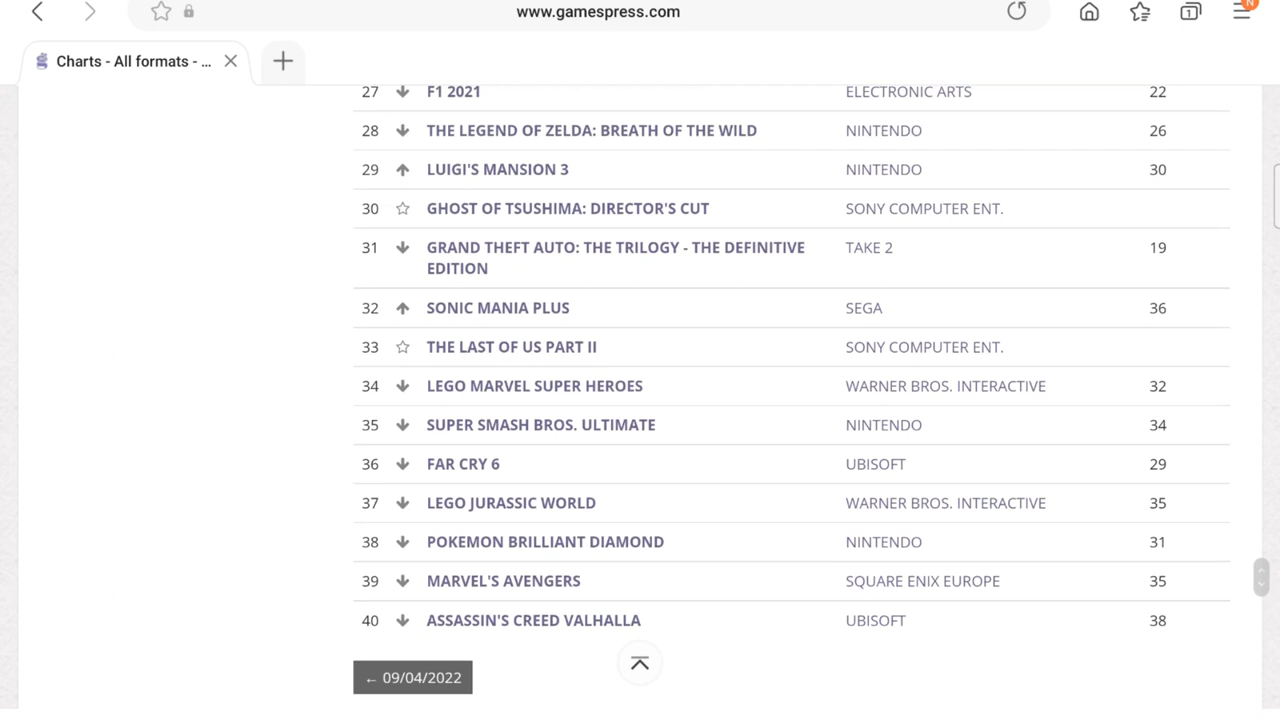 www.gamespress.com
1
N
Charts - All formats - ...
27 F1 2021 ELECTRONIC ARTS 22
28 THE LEGEND OF ZELDA: BREATH OF THE WILD NINTENDO 26
29 LUIGI'S MANSION 3 NINTENDO 30
30 GHOST OF TSUSHIMA: DIRECTOR'S CUT SONY COMPUTER ENT.
31 GRAND THEFT AUTO: THE TRILOGY - THE DEFINITIVE TAKE 2 19
EDITION
32 SONIC MANIA PLUS SEGA 36
33 THE LAST OF US PART II SONY COMPUTER ENT.
34 LEGO MARVEL SUPER HEROES WARNER BROS. INTERACTIVE 32
35 SUPER SMASH BROS. ULTIMATE NINTENDO 34
36 FAR CRY 6 UBISOFT 29
37 LEGO JURASSIC WORLD WARNER BROS. INTERACTIVE 35
38 POKEMON BRILLIANT DIAMOND NINTENDO 31
39 MARVEL'S AVENGERS SQUARE ENIX EUROPE 35
40 ASSASSIN'S CREED VALHALLA UBISOFT 38
← 09/04/2022